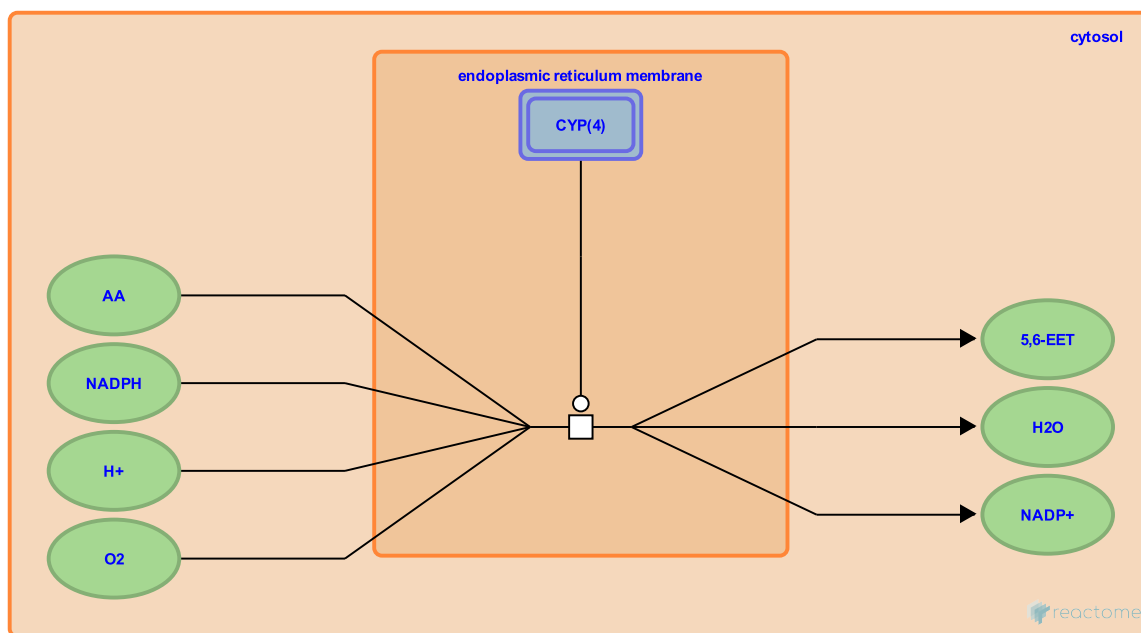 cytosol
endoplasmic reticulum membrane
CYP(4)
AA
NADPH
H+
O2
5,6-EET
H2O
NADP+
reactome